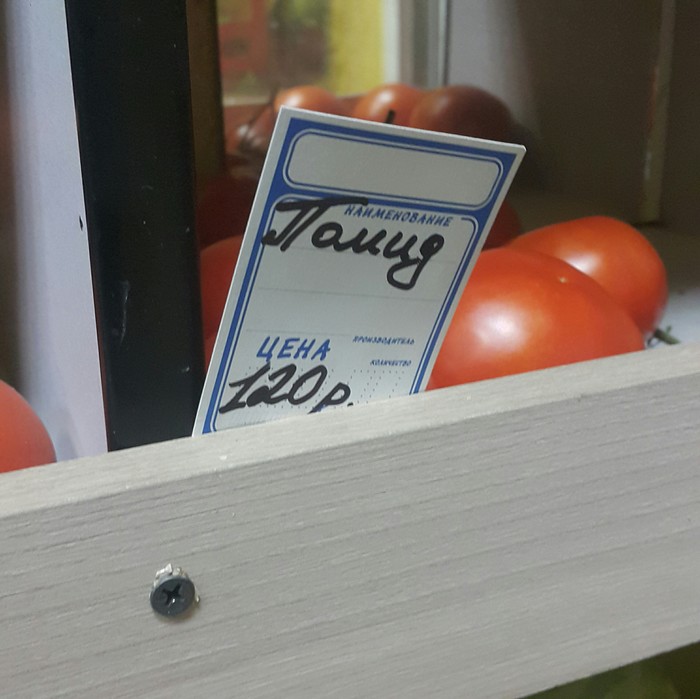 НАИМЕНОВАНИЕ
Помид
ПРОИЗВОДИТЕЛЬ
ЦЕНА
КОЛИЧЕСТВО
120р.